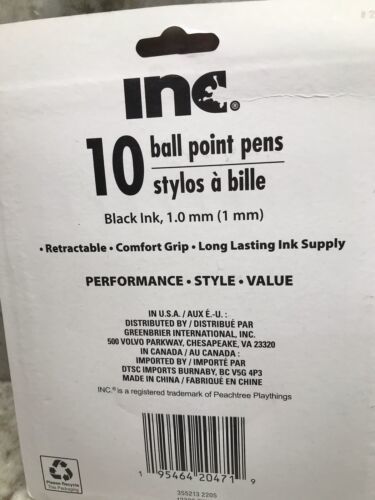 # 2
inc.®
10 ball point pens
stylos à bille
Black Ink, 1.0 mm (1 mm)
• Retractable • Comfort Grip • Long Lasting Ink Supply
PERFORMANCE • STYLE • VALUE
IN U.S.A. / AUX É.-U. :
DISTRIBUTED BY / DISTRIBUÉ PAR
GREENBRIER INTERNATIONAL, INC.
500 VOLVO PARKWAY, CHESAPEAKE, VA 23320
IN CANADA / AU CANADA :
IMPORTED BY / IMPORTÉ PAR
DTSC IMPORTS BURNABY, BC V5G 4P3
MADE IN CHINA / FABRIQUÉ EN CHINE
INC.® is a registered trademark of Peachtree Playthings
Please Recycle
This Packaging
1 95464 20471 9
355213 2205